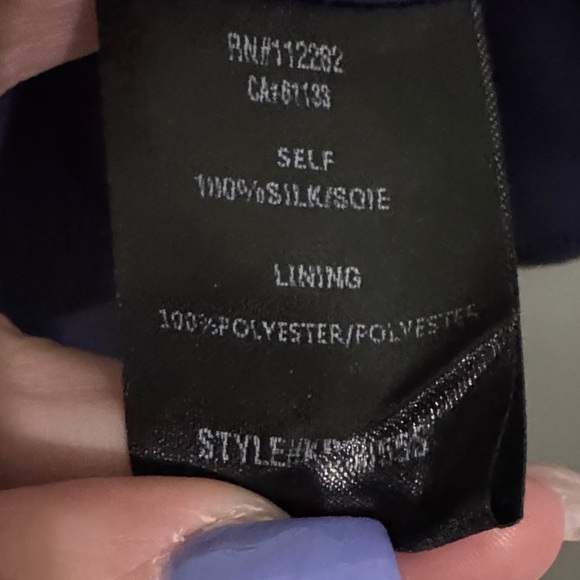 RN#112282
CA#61133
SELF
100%SILK/SOIE
LINING
100%POLYESTER/POLYESTER